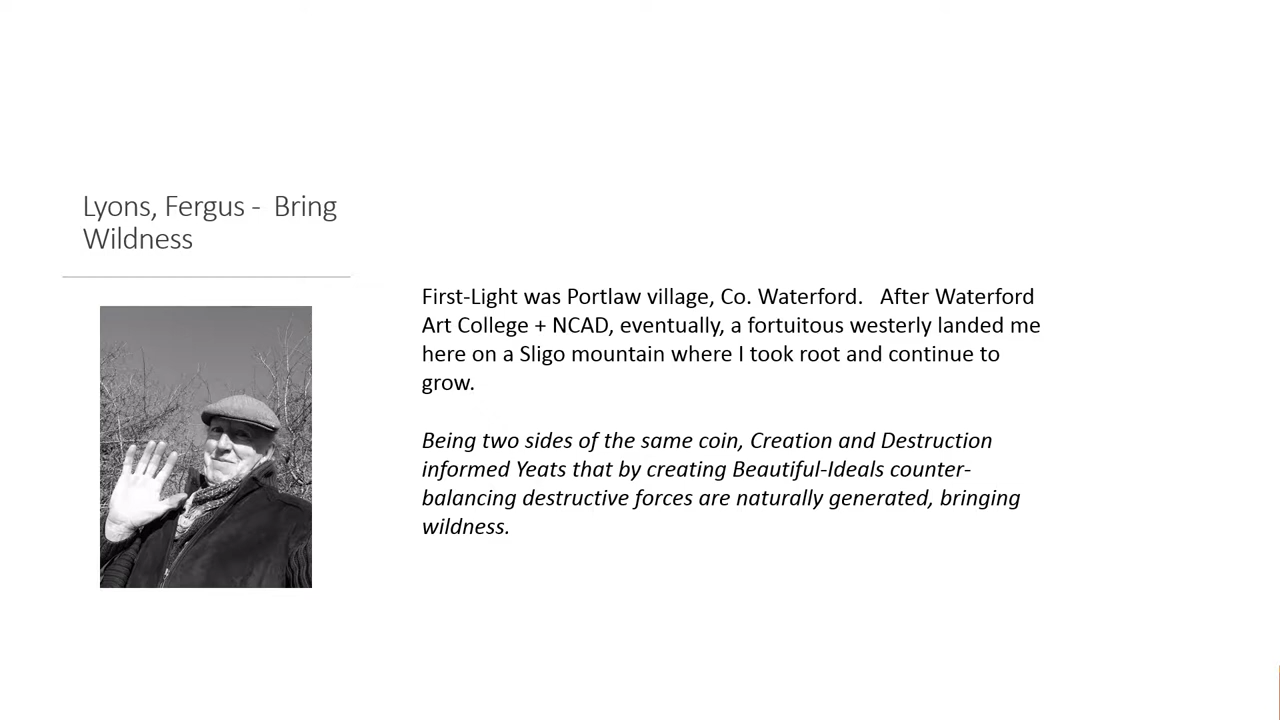 Lyons, Fergus - Bring
Wildness
First-Light was Portlaw village, Co. Waterford. After Waterford
Art College + NCAD, eventually, a fortuitous westerly landed me
here on a Sligo mountain where I took root and continue to
grow.
Being two sides of the same coin, Creation and Destruction
informed Yeats that by creating Beautiful-Ideals counter-
balancing destructive forces are naturally generated, bringing
wildness.